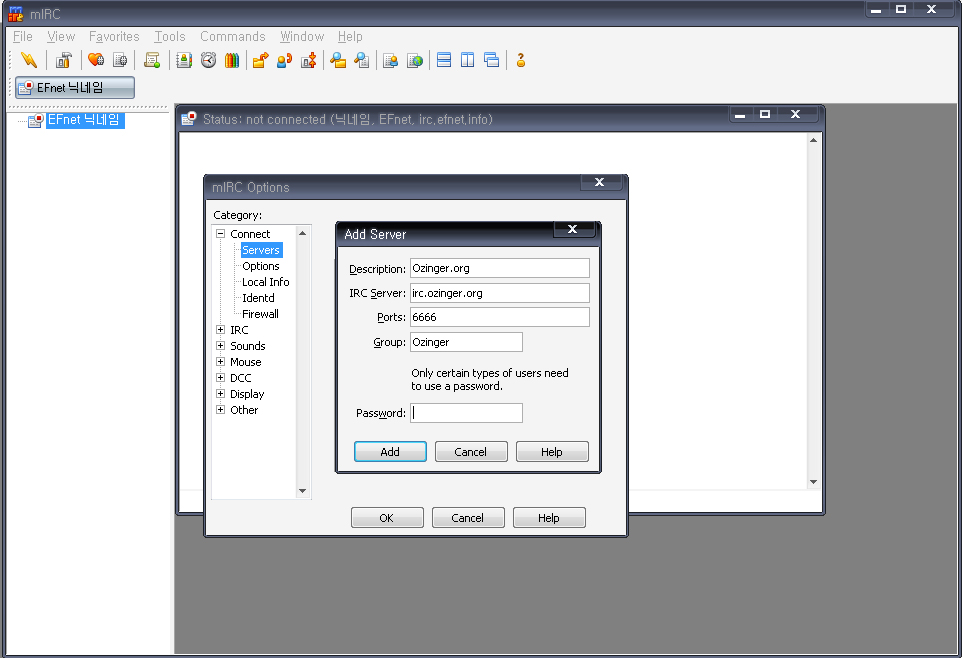 mIRC
File View Favorites Tools Commands Window Help
EFnet 닉네임
EFnet 닉네임
Status: not connected (닉네임, EFnet, irc,efnet,info)
mIRC Options
Category:
Connect
Servers
Options
Local Info
Identd
Firewall
IRC
Sounds
Mouse
DCC
Display
Other
Add Server
Description: Ozinger.org
IRC Server: irc.ozinger.org
Ports: 6666
Group: Ozinger
Only certain types of users need
to use a password.
Password:
Add Cancel Help
OK Cancel Help